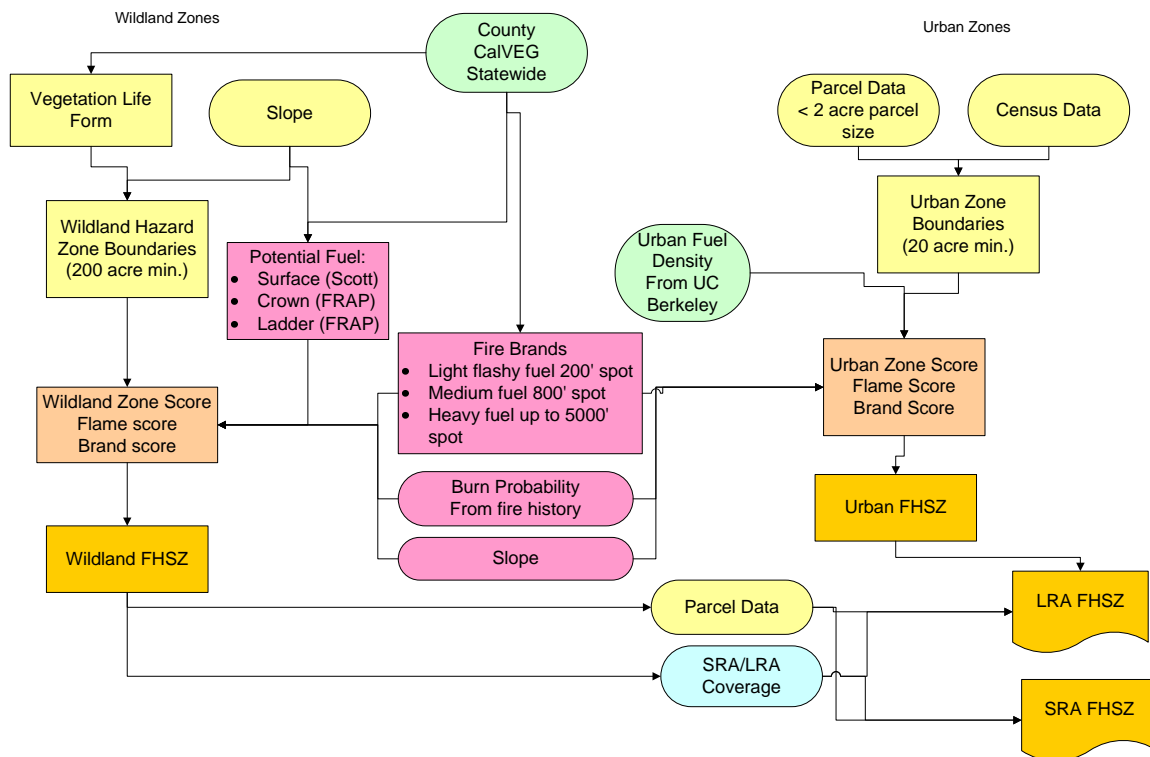 Wildland Zones
Urban Zones
County
CalVEG
Statewide
Vegetation Life
Form
Slope
Parcel Data
< 2 acre parcel
size
Census Data
Wildland Hazard
Zone Boundaries
(200 acre min.)
Urban Zone
Boundaries
(20 acre min.)
Potential Fuel:
• Surface (Scott)
• Crown (FRAP)
• Ladder (FRAP)
Urban Fuel
Density
From UC
Berkeley
Fire Brands
• Light flashy fuel 200' spot
• Medium fuel 800' spot
• Heavy fuel up to 5000'
spot
Wildland Zone Score
Flame score
Brand score
Urban Zone Score
Flame Score
Brand Score
Burn Probability
From fire history
Urban FHSZ
Wildland FHSZ
Slope
Parcel Data
LRA FHSZ
SRA/LRA
Coverage
SRA FHSZ